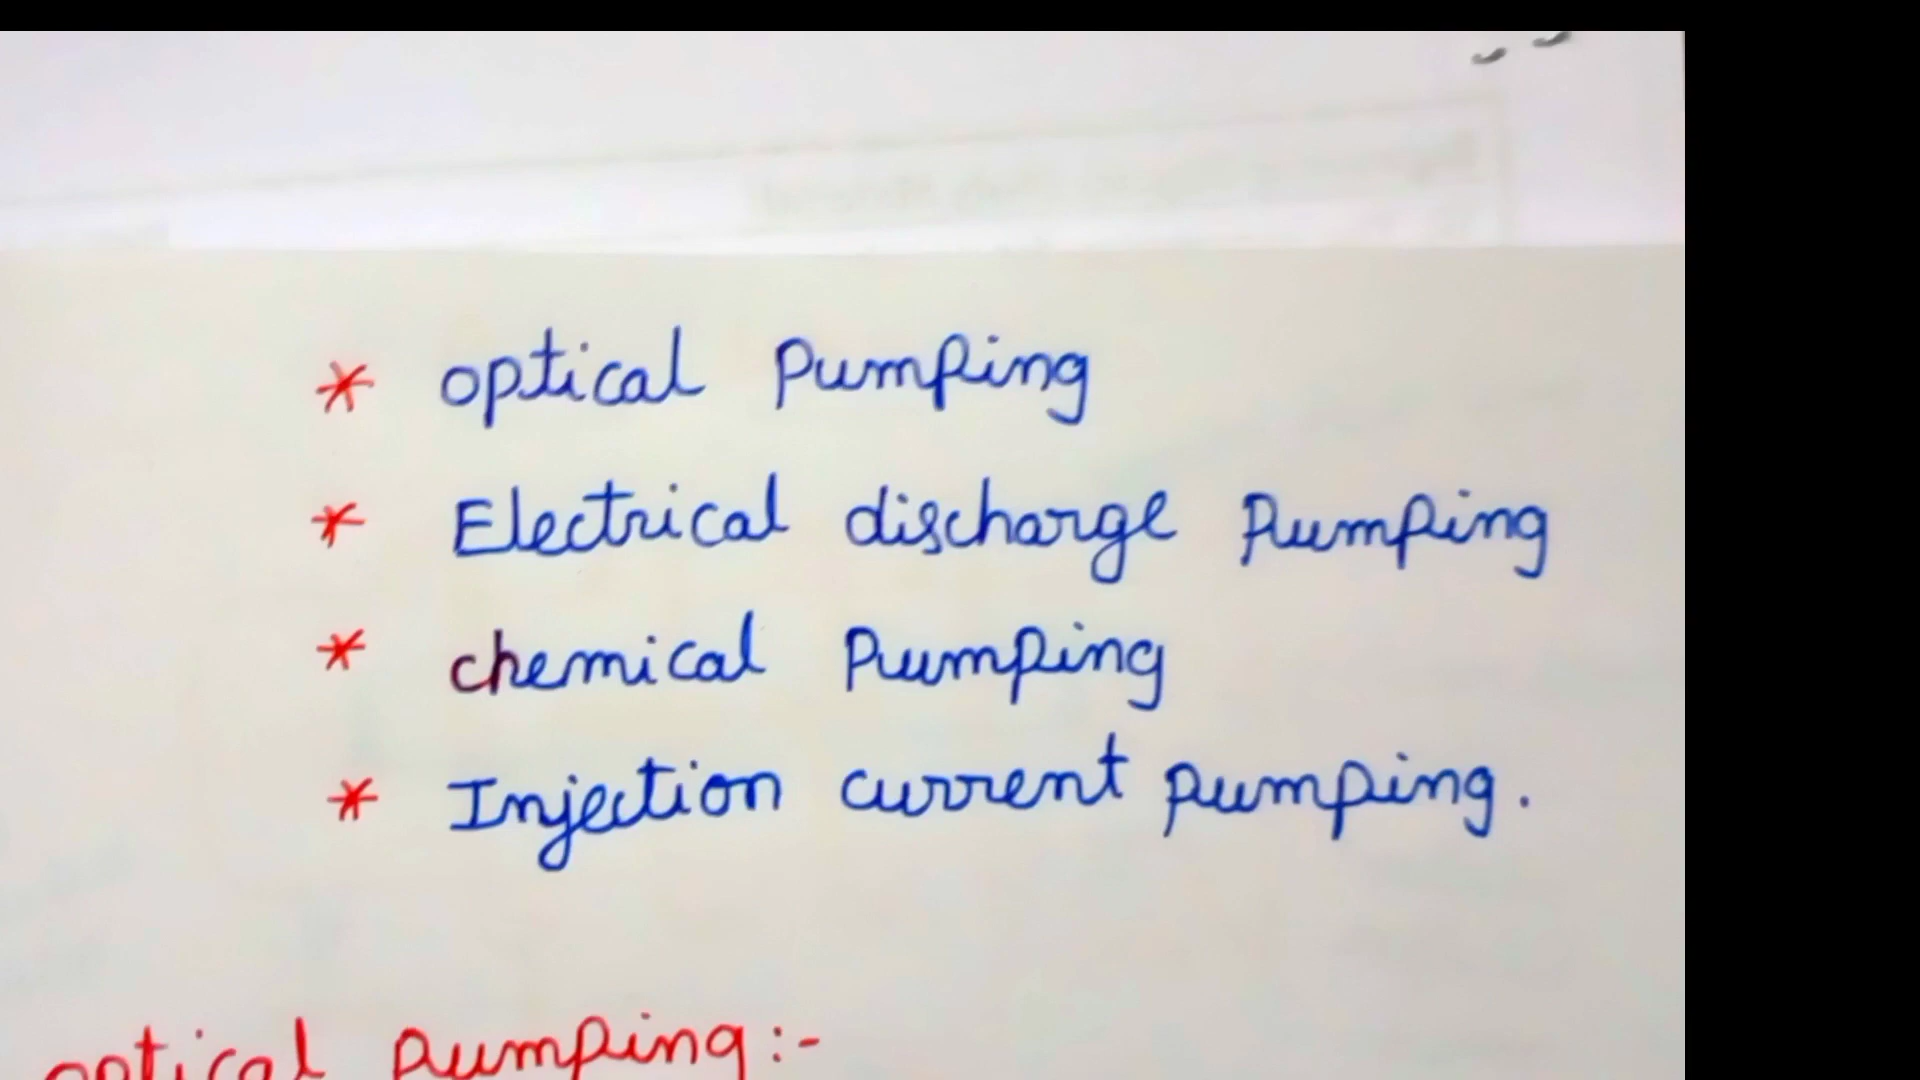 * optical Pumping
* Electrical discharge Pumping
* chemical Pumping
* Injection current pumping.
optical Pumping:-